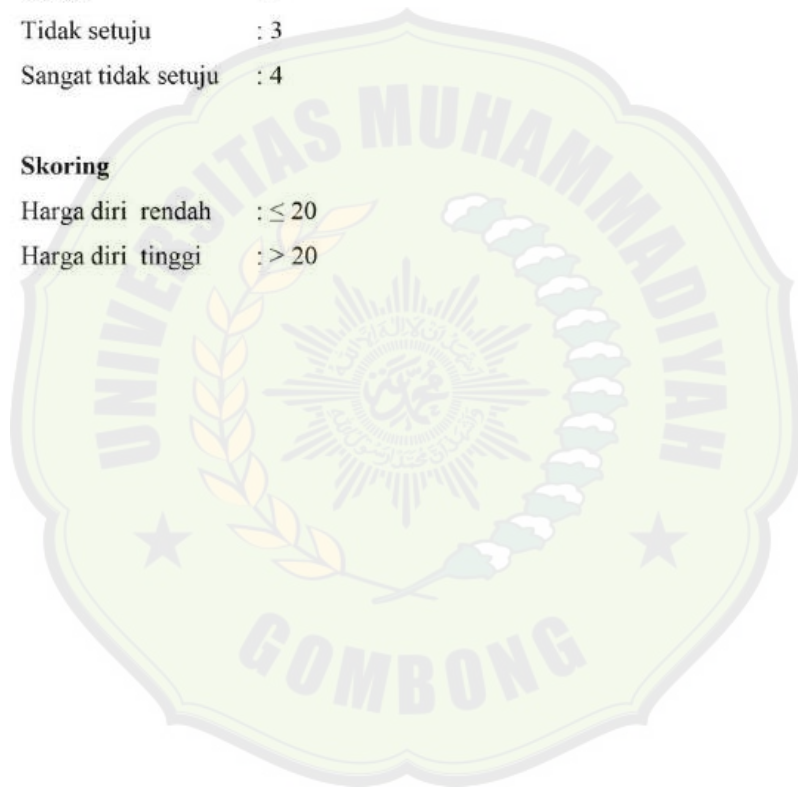 Tidak setuju : 3
Sangat tidak setuju : 4
Skoring
Harga diri rendah : ≤ 20
Harga diri tinggi : > 20
UNIVERSITAS MUHAMMADIYAH
GOMBONG